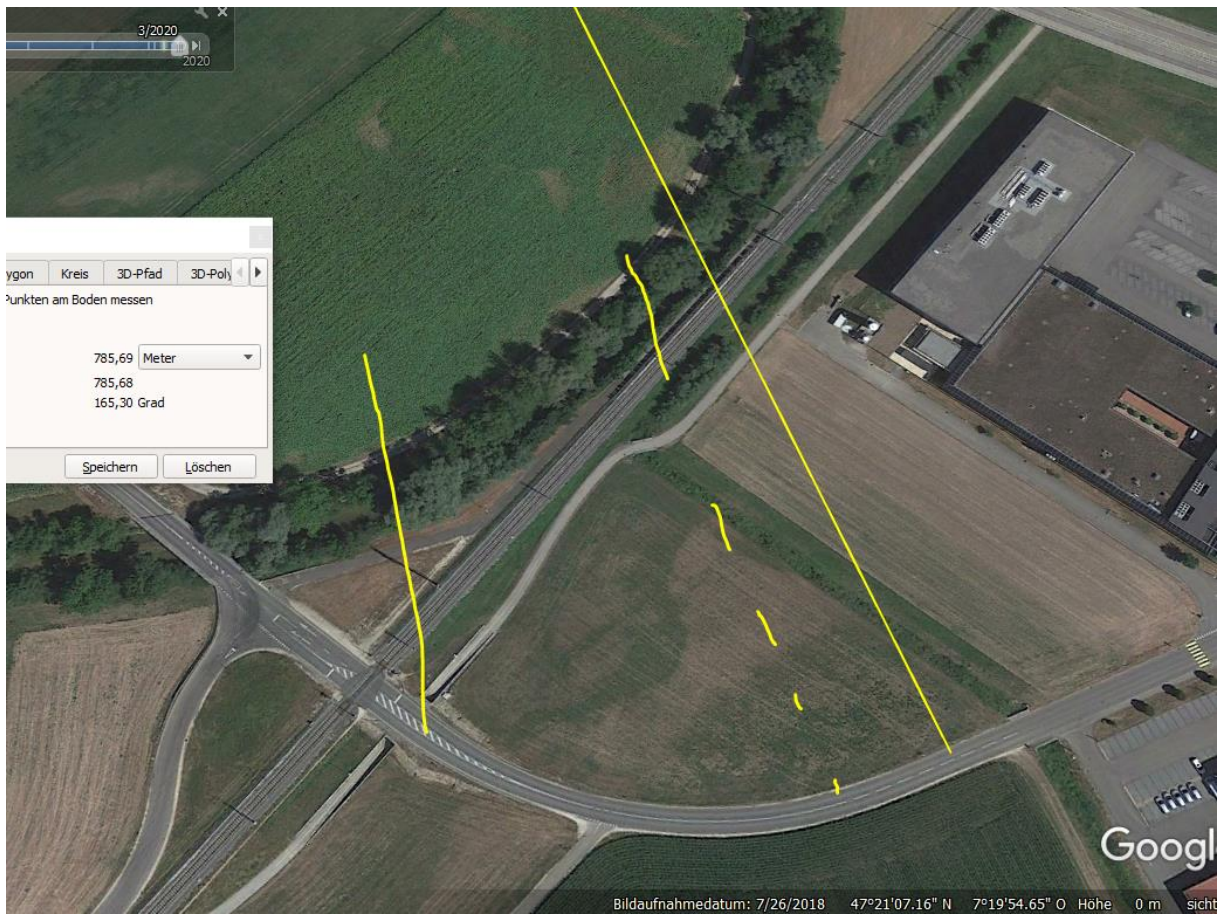 3/2020
2020
ygon Kreis 3D-Pfad 3D-Poly
Punkten am Boden messen
785,69 Meter
785,68
165,30 Grad
Speichern Löschen
Google
Bildaufnahmedatum: 7/26/2018 47°21'07.16" N 7°19'54.65" O Höhe 0 m sicht